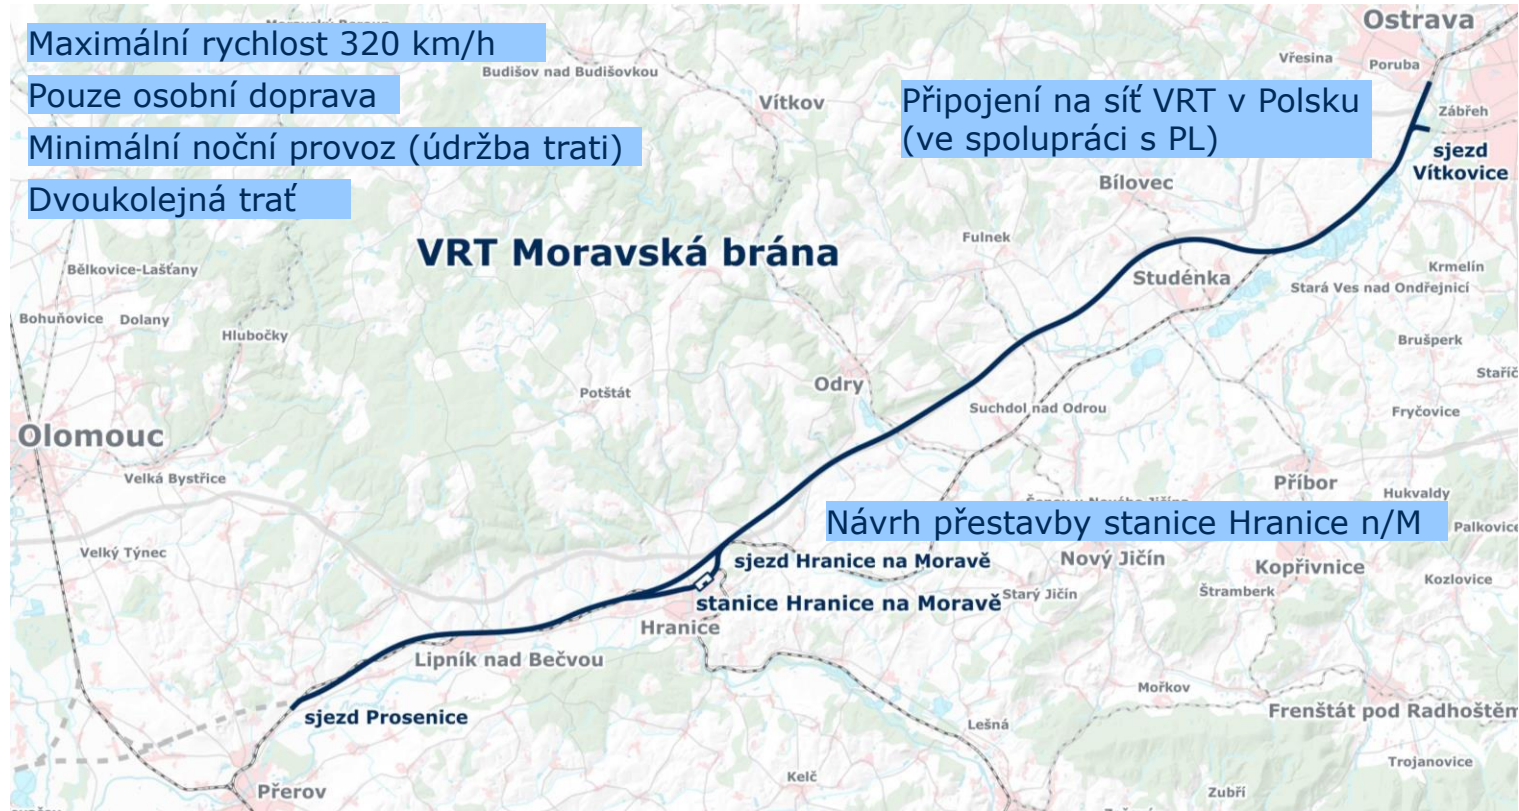 Maximální rychlost 320 km/h
Pouze osobní doprava
Minimální noční provoz (údržba trati)
Dvoukolejná trať
Připojení na síť VRT v Polsku
(ve spolupráci s PL)
VRT Moravská brána
Návrh přestavby stanice Hranice n/M
Ostrava
Vřesina
Poruba
Zábřeh
sjezd
Vítkovice
Budišov nad Budišovkou
Vítkov
Bílovec
Fulnek
Studénka
Krmelín
Stará Ves nad Ondřejnicí
Brušperk
Staříč
Fryčovice
Bělkovice-Lašťany
Bohuňovice
Dolany
Hlubočky
Potštát
Odry
Suchdol nad Odrou
Olomouc
Velká Bystřice
Příbor
Hukvaldy
Palkovice
Velký Týnec
sjezd Hranice na Moravě
Nový Jičín
Kopřivnice
Kozlovice
stanice Hranice na Moravě
Starý Jičín
Štramberk
Hranice
Lipník nad Bečvou
Mořkov
sjezd Prosenice
Lešná
Frenštát pod Radhoštěm
Trojanovice
Přerov
Kelč
Zubří